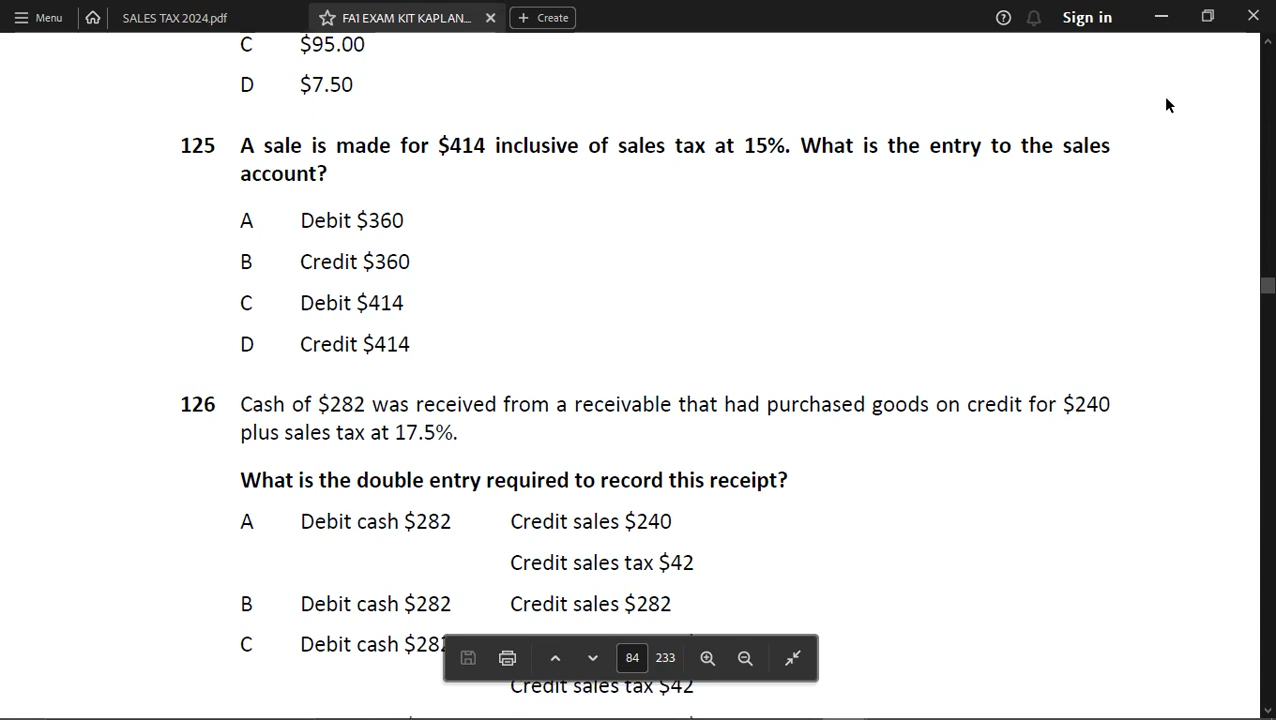 Menu
SALES TAX 2024.pdf
FA1 EXAM KIT KAPLAN...
Create
Sign in
C $95.00
D $7.50
125 A sale is made for $414 inclusive of sales tax at 15%. What is the entry to the sales
account?
A Debit $360
B Credit $360
C Debit $414
D Credit $414
126 Cash of $282 was received from a receivable that had purchased goods on credit for $240
plus sales tax at 17.5%.
What is the double entry required to record this receipt?
A Debit cash $282 Credit sales $240
Credit sales tax $42
B Debit cash $282 Credit sales $282
C Debit cash $282
84 233
Credit sales tax $42